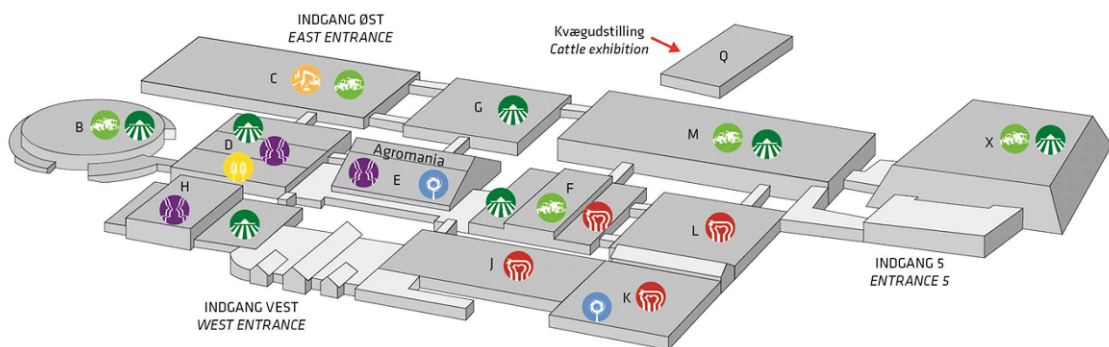 INDGANG ØST
EAST ENTRANCE
Kvægudstilling
Cattle exhibition
Q
C
G
B
M
X
D
Agromania
E
H
F
L
J
K
INDGANG VEST
WEST ENTRANCE
INDGANG 5
ENTRANCE 5